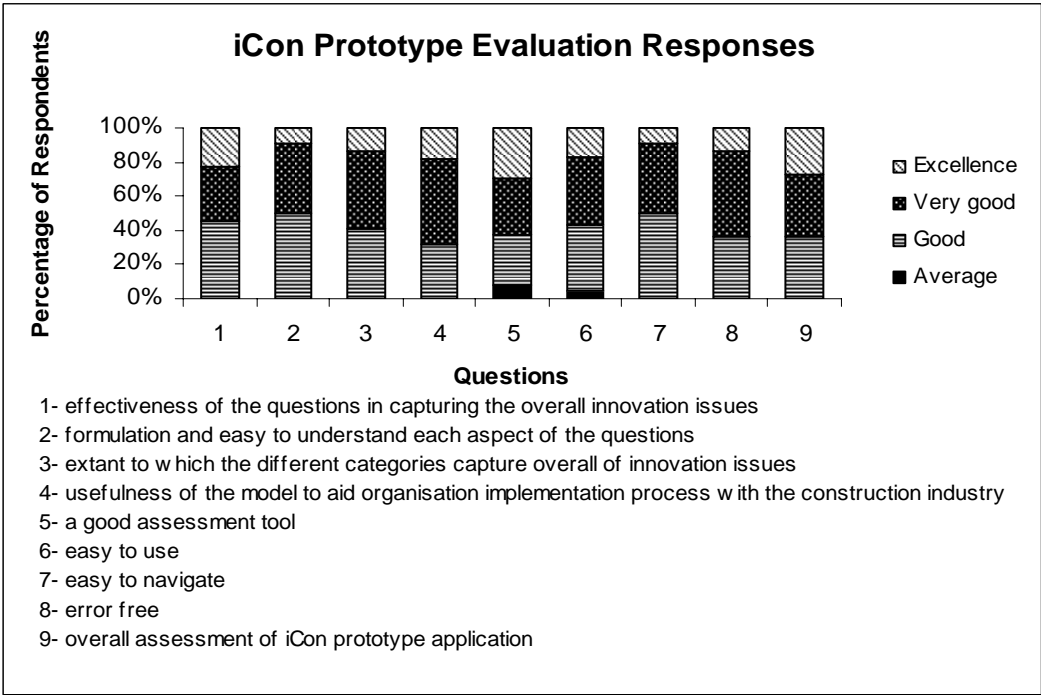 iCon Prototype Evaluation Responses
Percentage of Respondents
100%
80%
60%
40%
20%
0%
1 2 3 4 5 6 7 8 9
Questions
Excellence
Very good
Good
Average
1- effectiveness of the questions in capturing the overall innovation issues
2- formulation and easy to understand each aspect of the questions
3- extant to which the different categories capture overall of innovation issues
4- usefulness of the model to aid organisation implementation process with the construction industry
5- a good assessment tool
6- easy to use
7- easy to navigate
8- error free
9- overall assessment of iCon prototype application